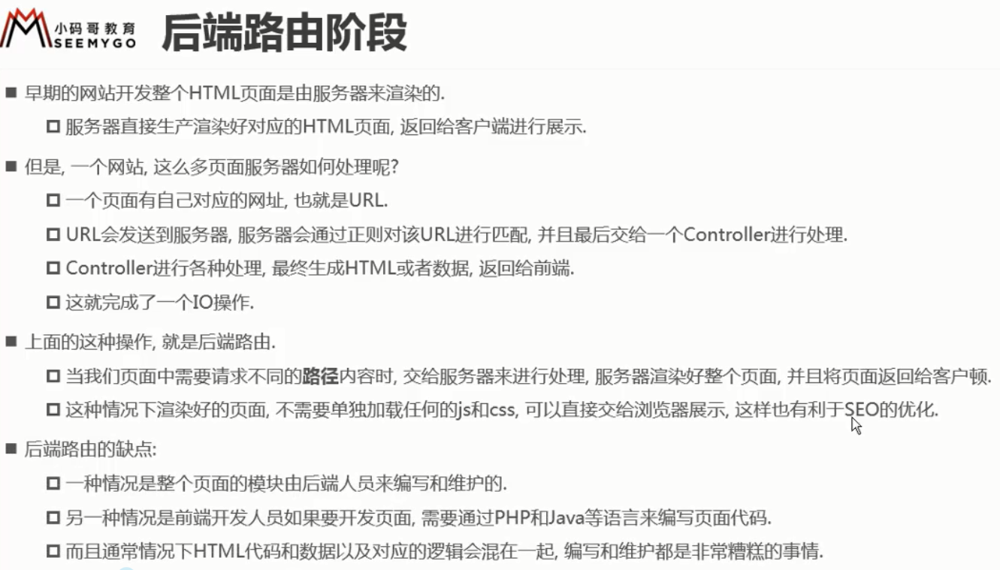 小码哥教育
SEEMYGO
后端路由阶段
早期的网站开发整个HTML页面是由服务器来渲染的.
服务器直接生产渲染好对应的HTML页面, 返回给客户端进行展示.
但是, 一个网站, 这么多页面服务器如何处理呢?
一个页面有自己对应的网址, 也就是URL.
URL会发送到服务器, 服务器会通过正则对该URL进行匹配, 并且最后交给一个Controller进行处理.
Controller进行各种处理, 最终生成HTML或者数据, 返回给前端.
这就完成了一个IO操作.
上面的这种操作, 就是后端路由.
当我们页面中需要请求不同的路径内容时, 交给服务器来进行处理, 服务器渲染好整个页面, 并且将页面返回给客户顿.
这种情况下渲染好的页面, 不需要单独加载任何的js和css, 可以直接交给浏览器展示, 这样也有利于SEO的优化.
后端路由的缺点:
一种情况是整个页面的模块由后端人员来编写和维护的.
另一种情况是前端开发人员如果要开发页面, 需要通过PHP和Java等语言来编写页面代码.
而且通常情况下HTML代码和数据以及对应的逻辑会混在一起, 编写和维护都是非常糟糕的事情.